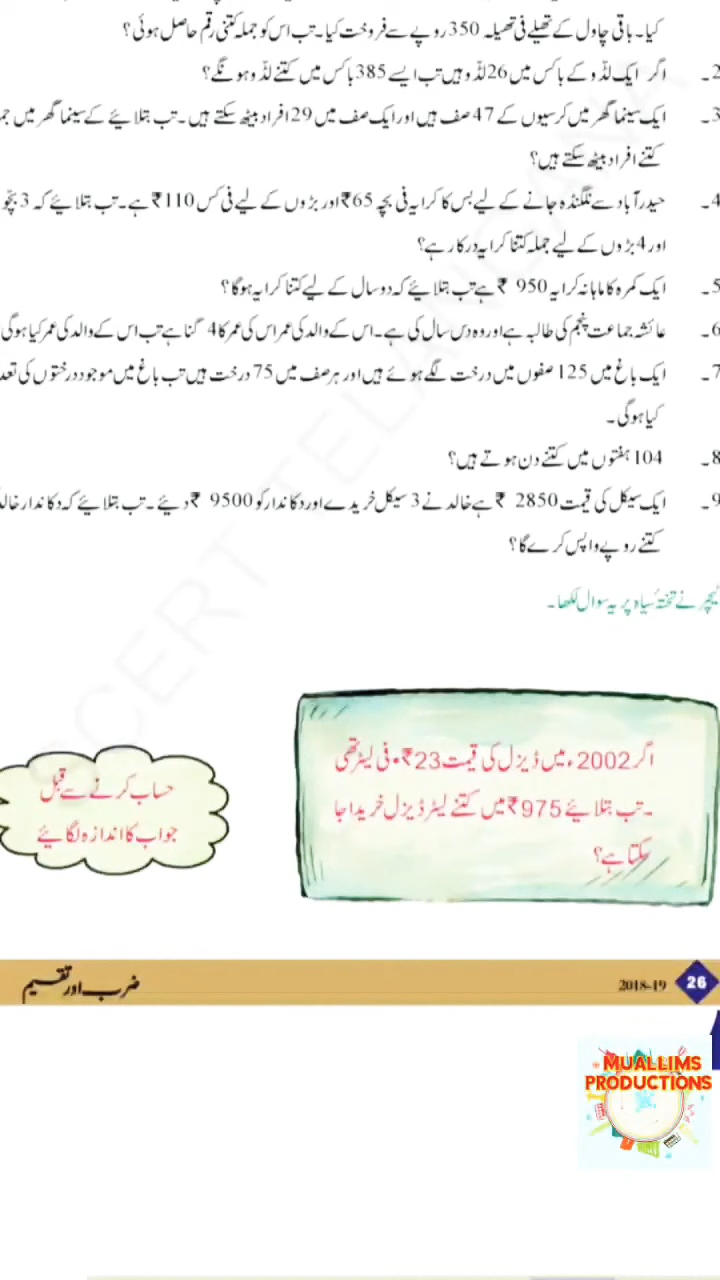 کیا۔ باقی چاول کے تھیلے فی تھیلہ 350 روپے سے فروخت کیا۔ تب اس کو جملہ کتنی رقم حاصل ہوئی؟
2۔ اگر ایک لڈو کے باکس میں 26 لڈو ہیں تب ایسے 385 باکس میں کتنے لڈو ہونگے؟
3۔ ایک سینما گھر میں کرسیوں کے 47 صف ہیں اور ایک صف میں 29 افراد بیٹھ سکتے ہیں۔ تب بتلائیے کے سینما گھر میں
کتنے افراد بیٹھ سکتے ہیں؟
4۔ حیدرآباد سے نلگنڈہ جانے کے لیے بس کا کرایہ فی بچہ ₹65 اور بڑوں کے لیے فی کس ₹110 ہے۔ تب بتلائیے کہ 3 بچّو
اور 4 بڑوں کے لیے جملہ کتنا کرایہ درکار ہے؟
5۔ ایک کمرہ کا ماہانہ کرایہ ₹ 950 ہے تب بتلائیے کہ دو سال کے لیے کتنا کرایہ ہوگا؟
6۔ عائشہ جماعت پنجم کی طالبہ ہے اور وہ دس سال کی ہے۔ اس کے والد کی عمر اس کی عمر کا 4 گنا ہے تب اس کے والد کی عمر کیا ہوگی
7۔ ایک باغ میں 125 صفوں میں درخت لگے ہوئے ہیں اور ہر صف میں 75 درخت ہیں تب باغ میں موجود درختوں کی تعد
کیا ہوگی۔
8۔ 104 ہفتوں میں کتنے دن ہوتے ہیں؟
9۔ ایک سیکل کی قیمت ₹ 2850 ہے خالد نے 3 سیکل خریدے اور دکاندار کو ₹ 9500 دیئے۔ تب بتلائیے کہ دکاندار خالد
کتنے روپے واپس کرے گا؟
ٹیچر نے تختۂ سیاہ پر یہ سوال لکھا۔
اگر 2002ء میں ڈیزل کی قیمت ₹23 فی لیٹر تھی
۔ تب بتلائیے ₹975 میں کتنے لیٹر ڈیزل خریدا جا
سکتا ہے؟
حساب کرنے سے قبل
جواب کا اندازہ لگائیے
26 2018-19 ضرب اور تقسیم
SCERT TELANGANA
MUALLIMS
PRODUCTIONS